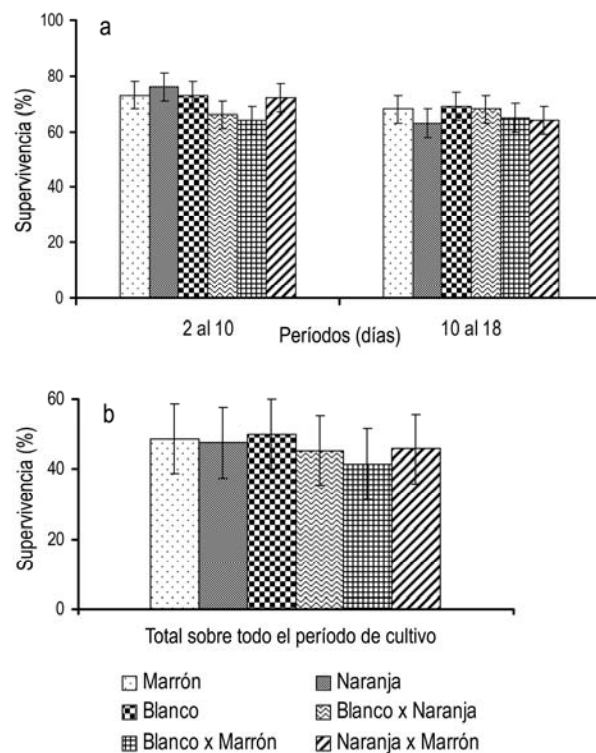 a
Supervivencia (%)
100
80
60
40
20
0
2 al 10
Períodos (días)
10 al 18
b
Supervivencia (%)
60
40
20
0
Total sobre todo el período de cultivo
Marrón
Naranja
Blanco
Blanco x Naranja
Blanco x Marrón
Naranja x Marrón